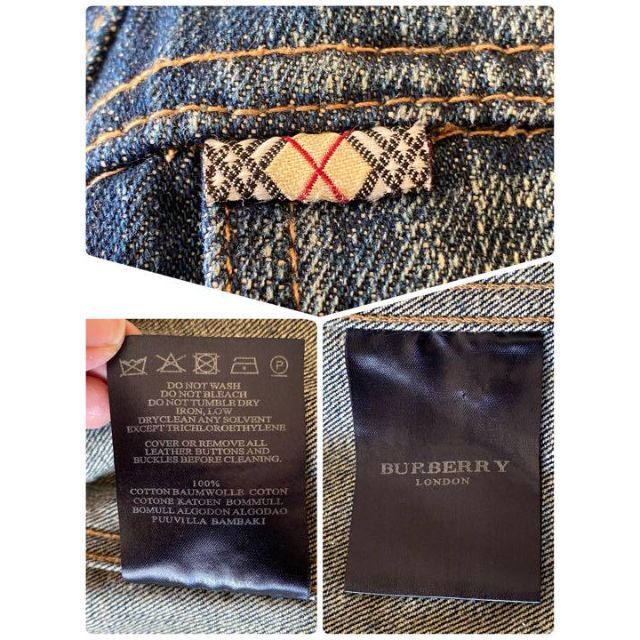 DO NOT WASH
DO NOT BLEACH
DO NOT TUMBLE DRY
IRON, LOW
DRYCLEAN ANY SOLVENT
EXCEPT TRICHLOROETHYLENE
COVER OR REMOVE ALL
LEATHER BUTTONS AND
BUCKLES BEFORE CLEANING.
100%
COTTON BAUMWOLLE COTON
COTONE KATOEN BOMMULL
BOMULL ALGODON ALGODAO
PUUVILLA BAMBAKI
BURBERRY
LONDON